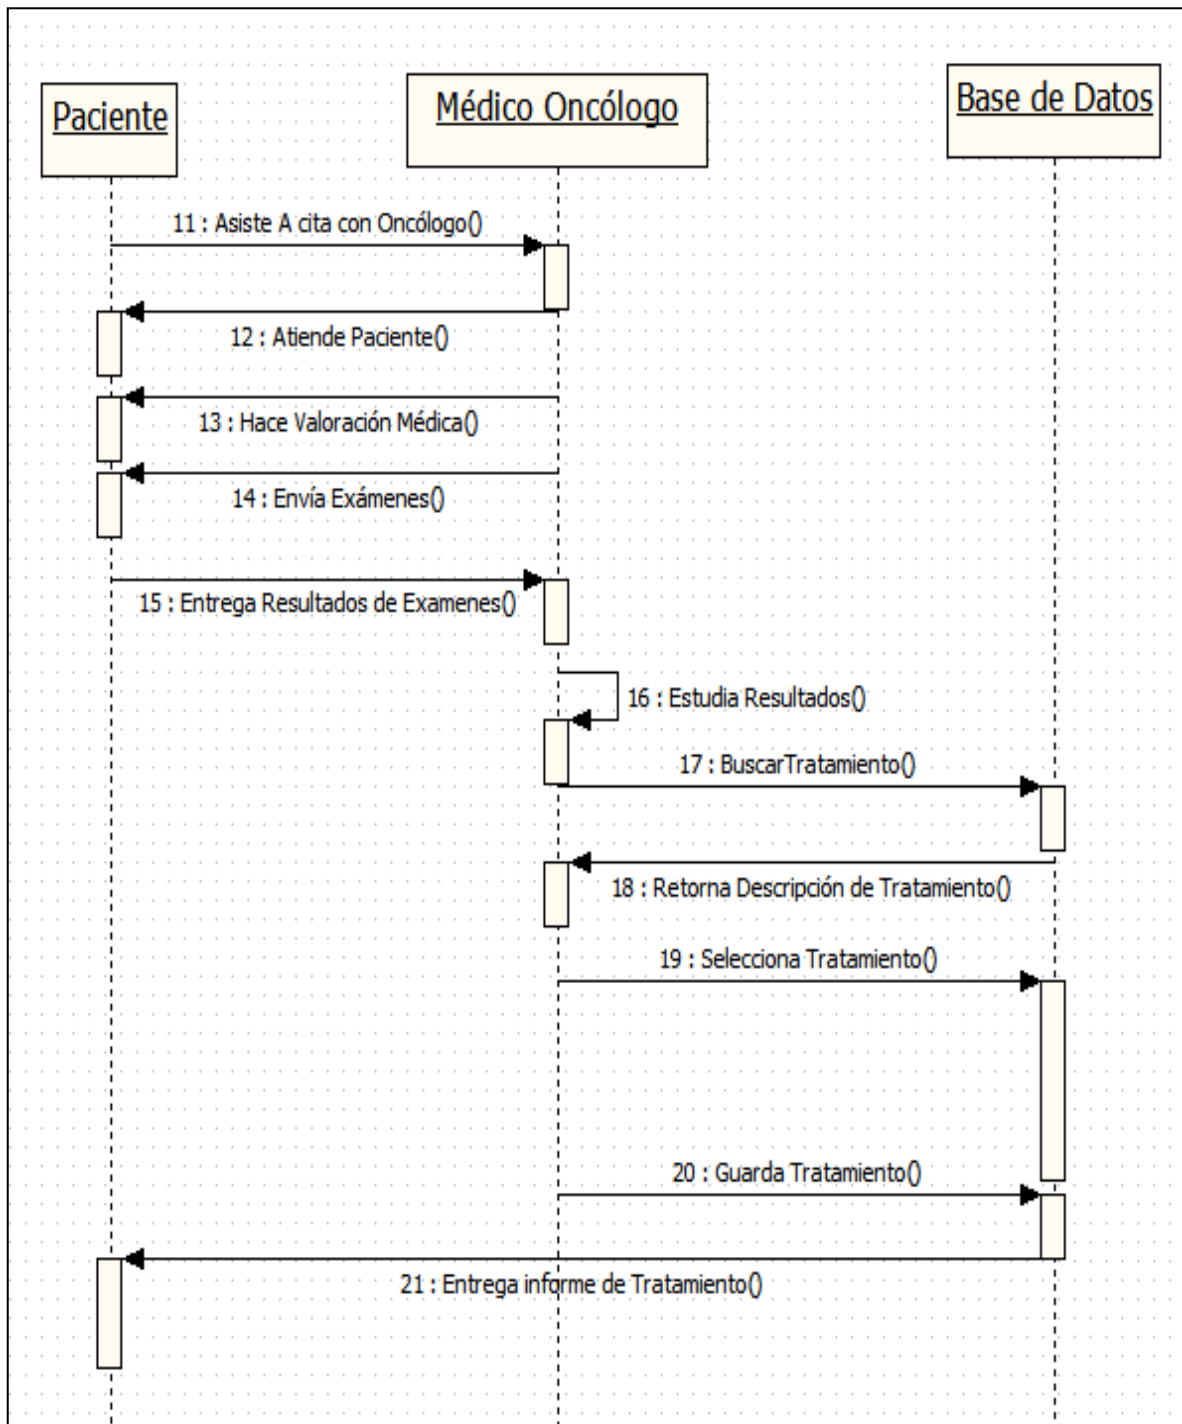 Paciente
Médico Oncólogo
Base de Datos
11 : Asiste A cita con Oncólogo()
12 : Atiende Paciente()
13 : Hace Valoración Médica()
14 : Envía Exámenes()
15 : Entrega Resultados de Examenes()
16 : Estudia Resultados()
17 : BuscarTratamiento()
18 : Retorna Descripción de Tratamiento()
19 : Selecciona Tratamiento()
20 : Guarda Tratamiento()
21 : Entrega informe de Tratamiento()